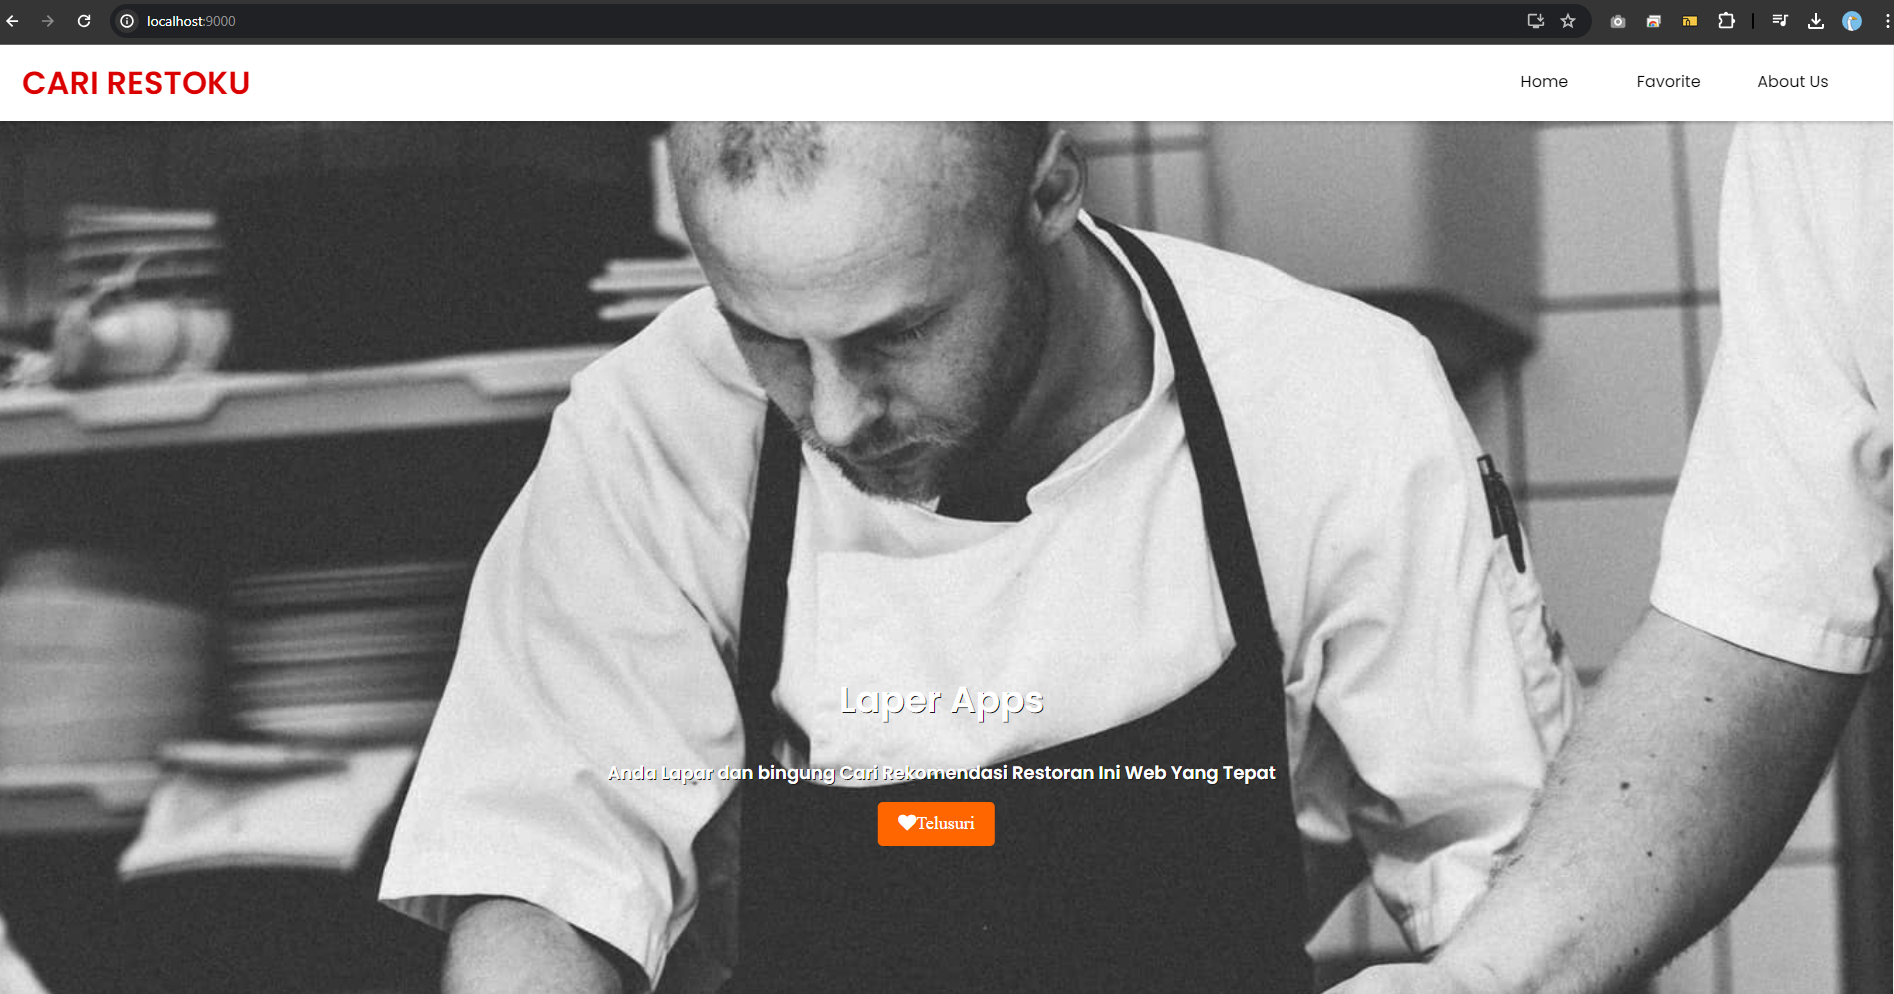 localhost:9000
CARI RESTOKU
Home Favorite About Us
Laper Apps
Anda Lapar dan bingung Cari Rekomendasi Restoran Ini Web Yang Tepat
Telusuri